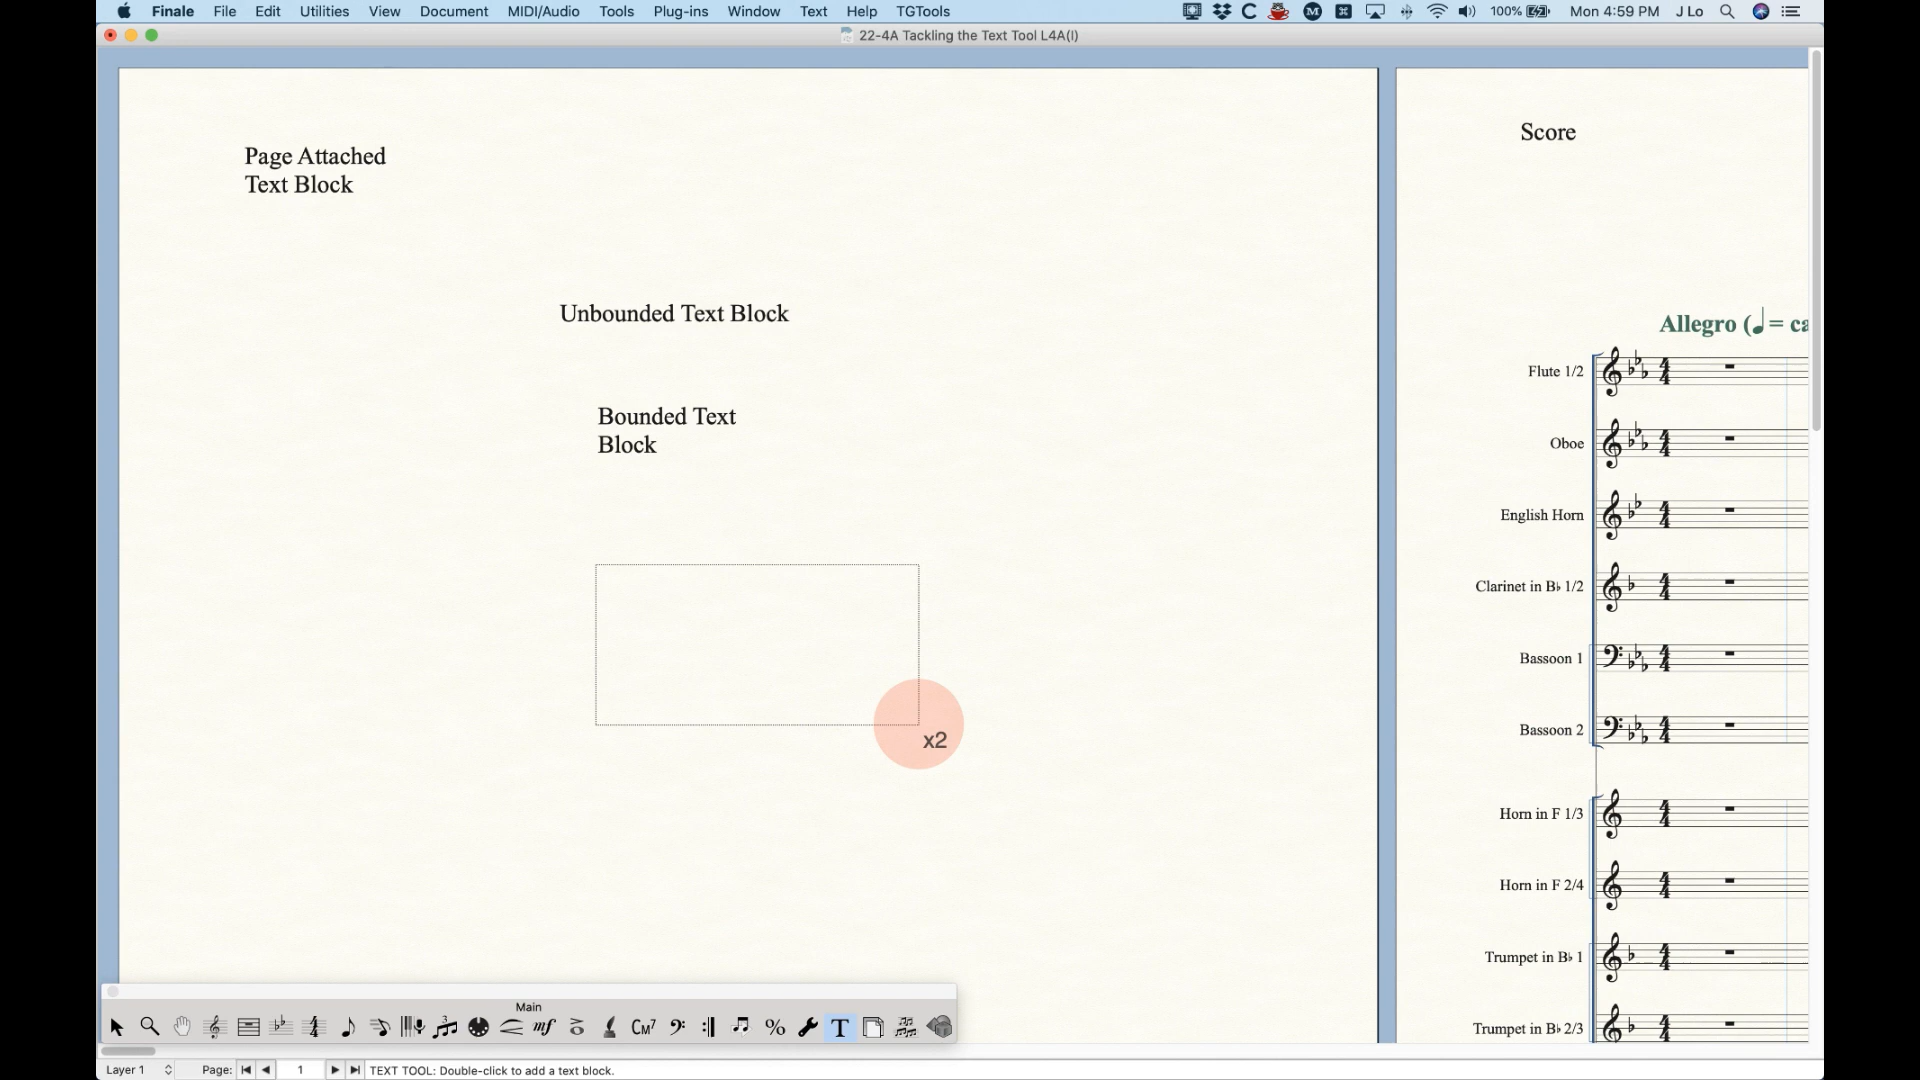 Finale File Edit Utilities View Document MIDI/Audio Tools Plug-ins Window Text Help TGTools 100% Mon 4:59 PM J Lo
22-4A Tackling the Text Tool L4A(I)
Page Attached
Text Block
Unbounded Text Block
Bounded Text
Block
x2
Score
Allegro (♩= ca
Flute 1/2
Oboe
English Horn
Clarinet in B♭ 1/2
Bassoon 1
Bassoon 2
Horn in F 1/3
Horn in F 2/4
Trumpet in B♭ 1
Trumpet in B♭ 2/3
Main
mf CM7 % T
Layer 1 Page: 1 TEXT TOOL: Double-click to add a text block.